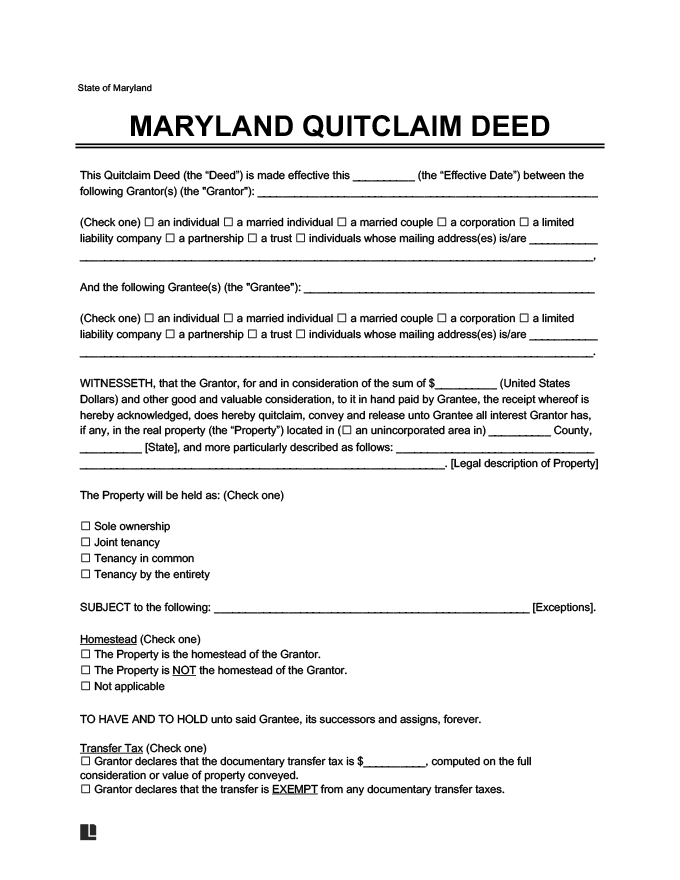 State of Maryland
MARYLAND QUITCLAIM DEED
This Quitclaim Deed (the “Deed”) is made effective this __________ (the “Effective Date”) between the
following Grantor(s) (the "Grantor"): ______________________________________________________
(Check one) ☐ an individual ☐ a married individual ☐ a married couple ☐ a corporation ☐ a limited
liability company ☐ a partnership ☐ a trust ☐ individuals whose mailing address(es) is/are ___________
__________________________________________________________________________________,
And the following Grantee(s) (the "Grantee"): ______________________________________________
(Check one) ☐ an individual ☐ a married individual ☐ a married couple ☐ a corporation ☐ a limited
liability company ☐ a partnership ☐ a trust ☐ individuals whose mailing address(es) is/are ___________
__________________________________________________________________________________.
WITNESSETH, that the Grantor, for and in consideration of the sum of $__________ (United States
Dollars) and other good and valuable consideration, to it in hand paid by Grantee, the receipt whereof is
hereby acknowledged, does hereby quitclaim, convey and release unto Grantee all interest Grantor has,
if any, in the real property (the “Property”) located in (☐ an unincorporated area in) __________ County,
__________ [State], and more particularly described as follows: ________________________________
__________________________________________________________. [Legal description of Property]
The Property will be held as: (Check one)
☐ Sole ownership
☐ Joint tenancy
☐ Tenancy in common
☐ Tenancy by the entirety
SUBJECT to the following: __________________________________________________ [Exceptions].
Homestead (Check one)
☐ The Property is the homestead of the Grantor.
☐ The Property is NOT the homestead of the Grantor.
☐ Not applicable
TO HAVE AND TO HOLD unto said Grantee, its successors and assigns, forever.
Transfer Tax (Check one)
☐ Grantor declares that the documentary transfer tax is $__________, computed on the full
consideration or value of property conveyed.
☐ Grantor declares that the transfer is EXEMPT from any documentary transfer taxes.